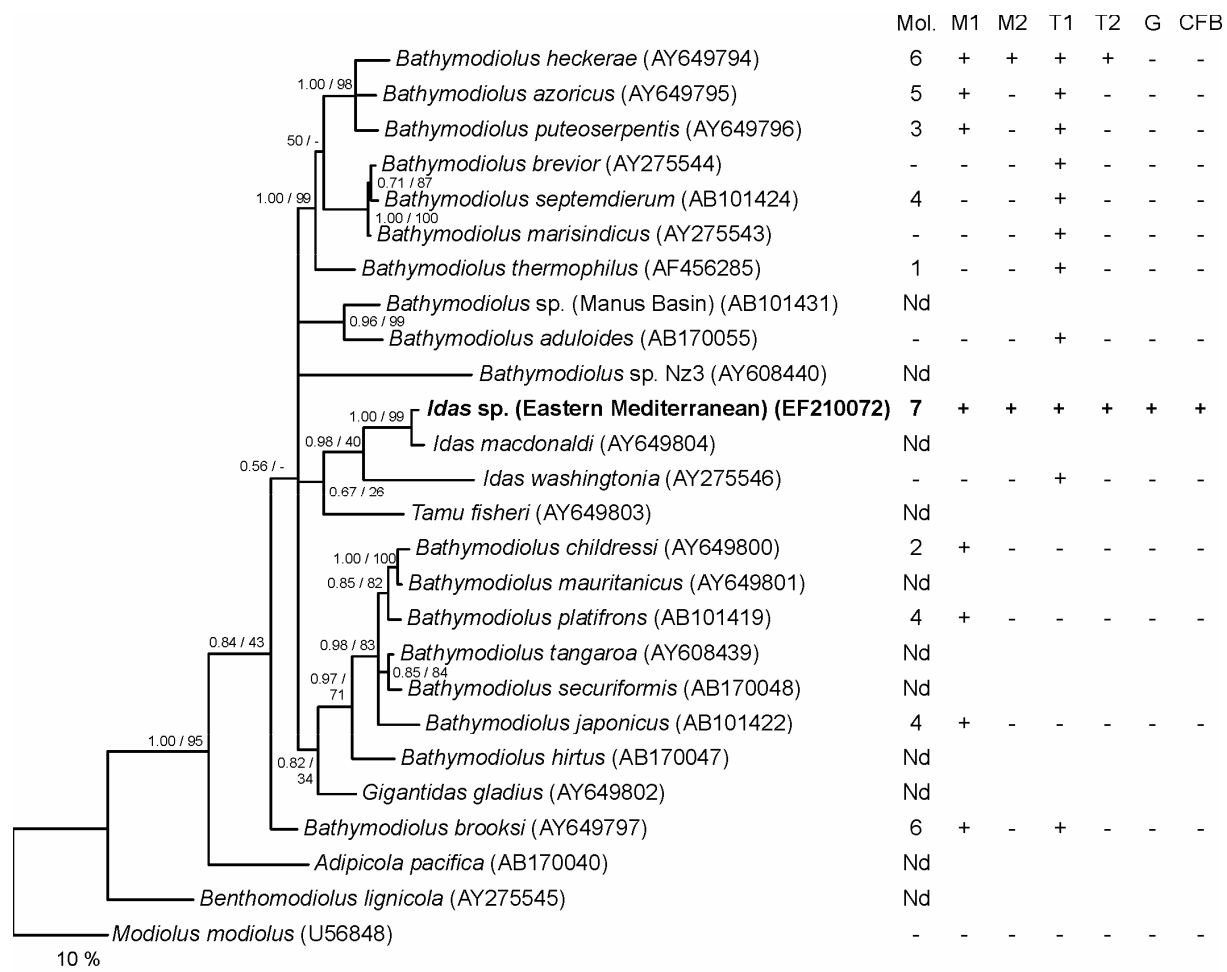 Mol. M1 M2 T1 T2 G CFB
Bathymodiolus heckerae (AY649794) 6 + + + + - -
1.00 / 98
Bathymodiolus azoricus (AY649795) 5 + - + - - -
Bathymodiolus puteoserpentis (AY649796) 3 + - + - - -
50 / -
Bathymodiolus brevior (AY275544) - - - + - - -
0.71 / 87
1.00 / 99
Bathymodiolus septemdierum (AB101424) 4 - - + - - -
1.00 / 100
Bathymodiolus marisindicus (AY275543) - - - + - - -
Bathymodiolus thermophilus (AF456285) 1 - - + - - -
Bathymodiolus sp. (Manus Basin) (AB101431) Nd
0.96 / 99
Bathymodiolus aduloides (AB170055) - - - + - - -
Bathymodiolus sp. Nz3 (AY608440) Nd
Idas sp. (Eastern Mediterranean) (EF210072) 7 + + + + + +
1.00 / 99
0.98 / 40
Idas macdonaldi (AY649804) Nd
0.56 / -
Idas washingtonia (AY275546) - - - + - - -
0.67 / 26
Tamu fisheri (AY649803) Nd
Bathymodiolus childressi (AY649800) 2 + - - - - -
1.00 / 100
0.85 / 82
Bathymodiolus mauritanicus (AY649801) Nd
Bathymodiolus platifrons (AB101419) 4 + - - - - -
0.84 / 43
0.98 / 83
Bathymodiolus tangaroa (AY608439) Nd
0.85 / 84
0.97 /
71
Bathymodiolus securiformis (AB170048) Nd
Bathymodiolus japonicus (AB101422) 4 + - - - - -
1.00 / 95
Bathymodiolus hirtus (AB170047) Nd
0.82 /
34
Gigantidas gladius (AY649802) Nd
Bathymodiolus brooksi (AY649797) 6 + - + - - -
Adipicola pacifica (AB170040) Nd
Benthomodiolus lignicola (AY275545) Nd
Modiolus modiolus (U56848) - - - - - - -
10 %